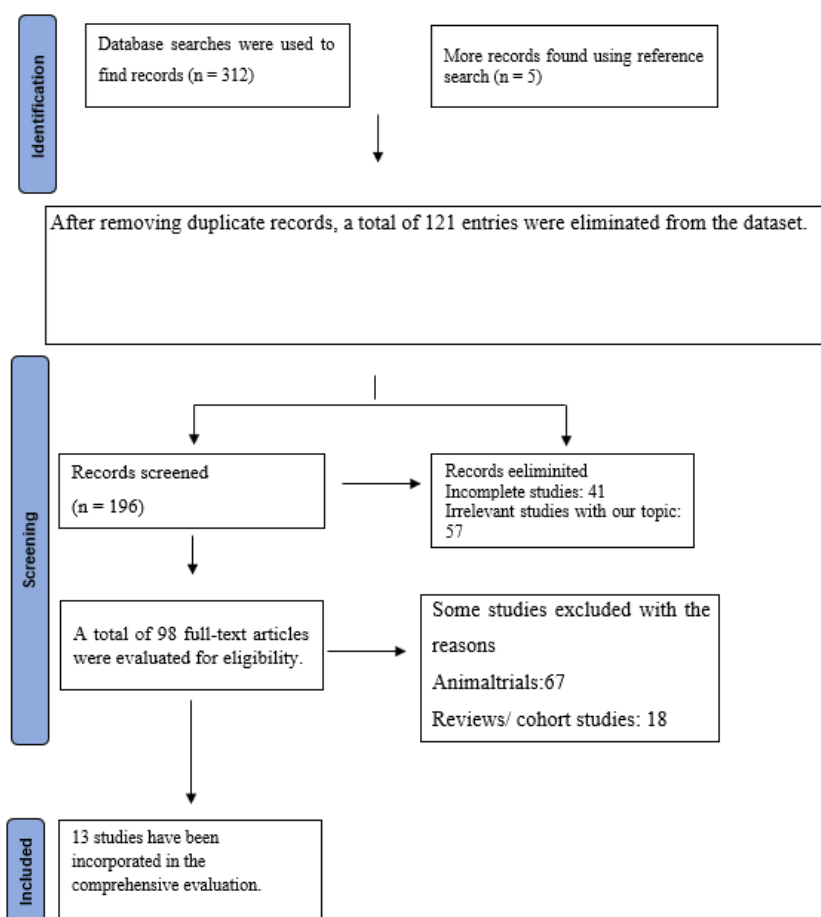 Identification
Database searches were used to
find records (n = 312)
More records found using reference
search (n = 5)
After removing duplicate records, a total of 121 entries were eliminated from the dataset.
Screening
Records screened
(n = 196)
Records eeliminited
Incomplete studies: 41
Irrelevant studies with our topic:
57
A total of 98 full-text articles
were evaluated for eligibility.
Some studies excluded with the
reasons
Animaltrials:67
Reviews/ cohort studies: 18
Included
13 studies have been
incorporated in the
comprehensive evaluation.